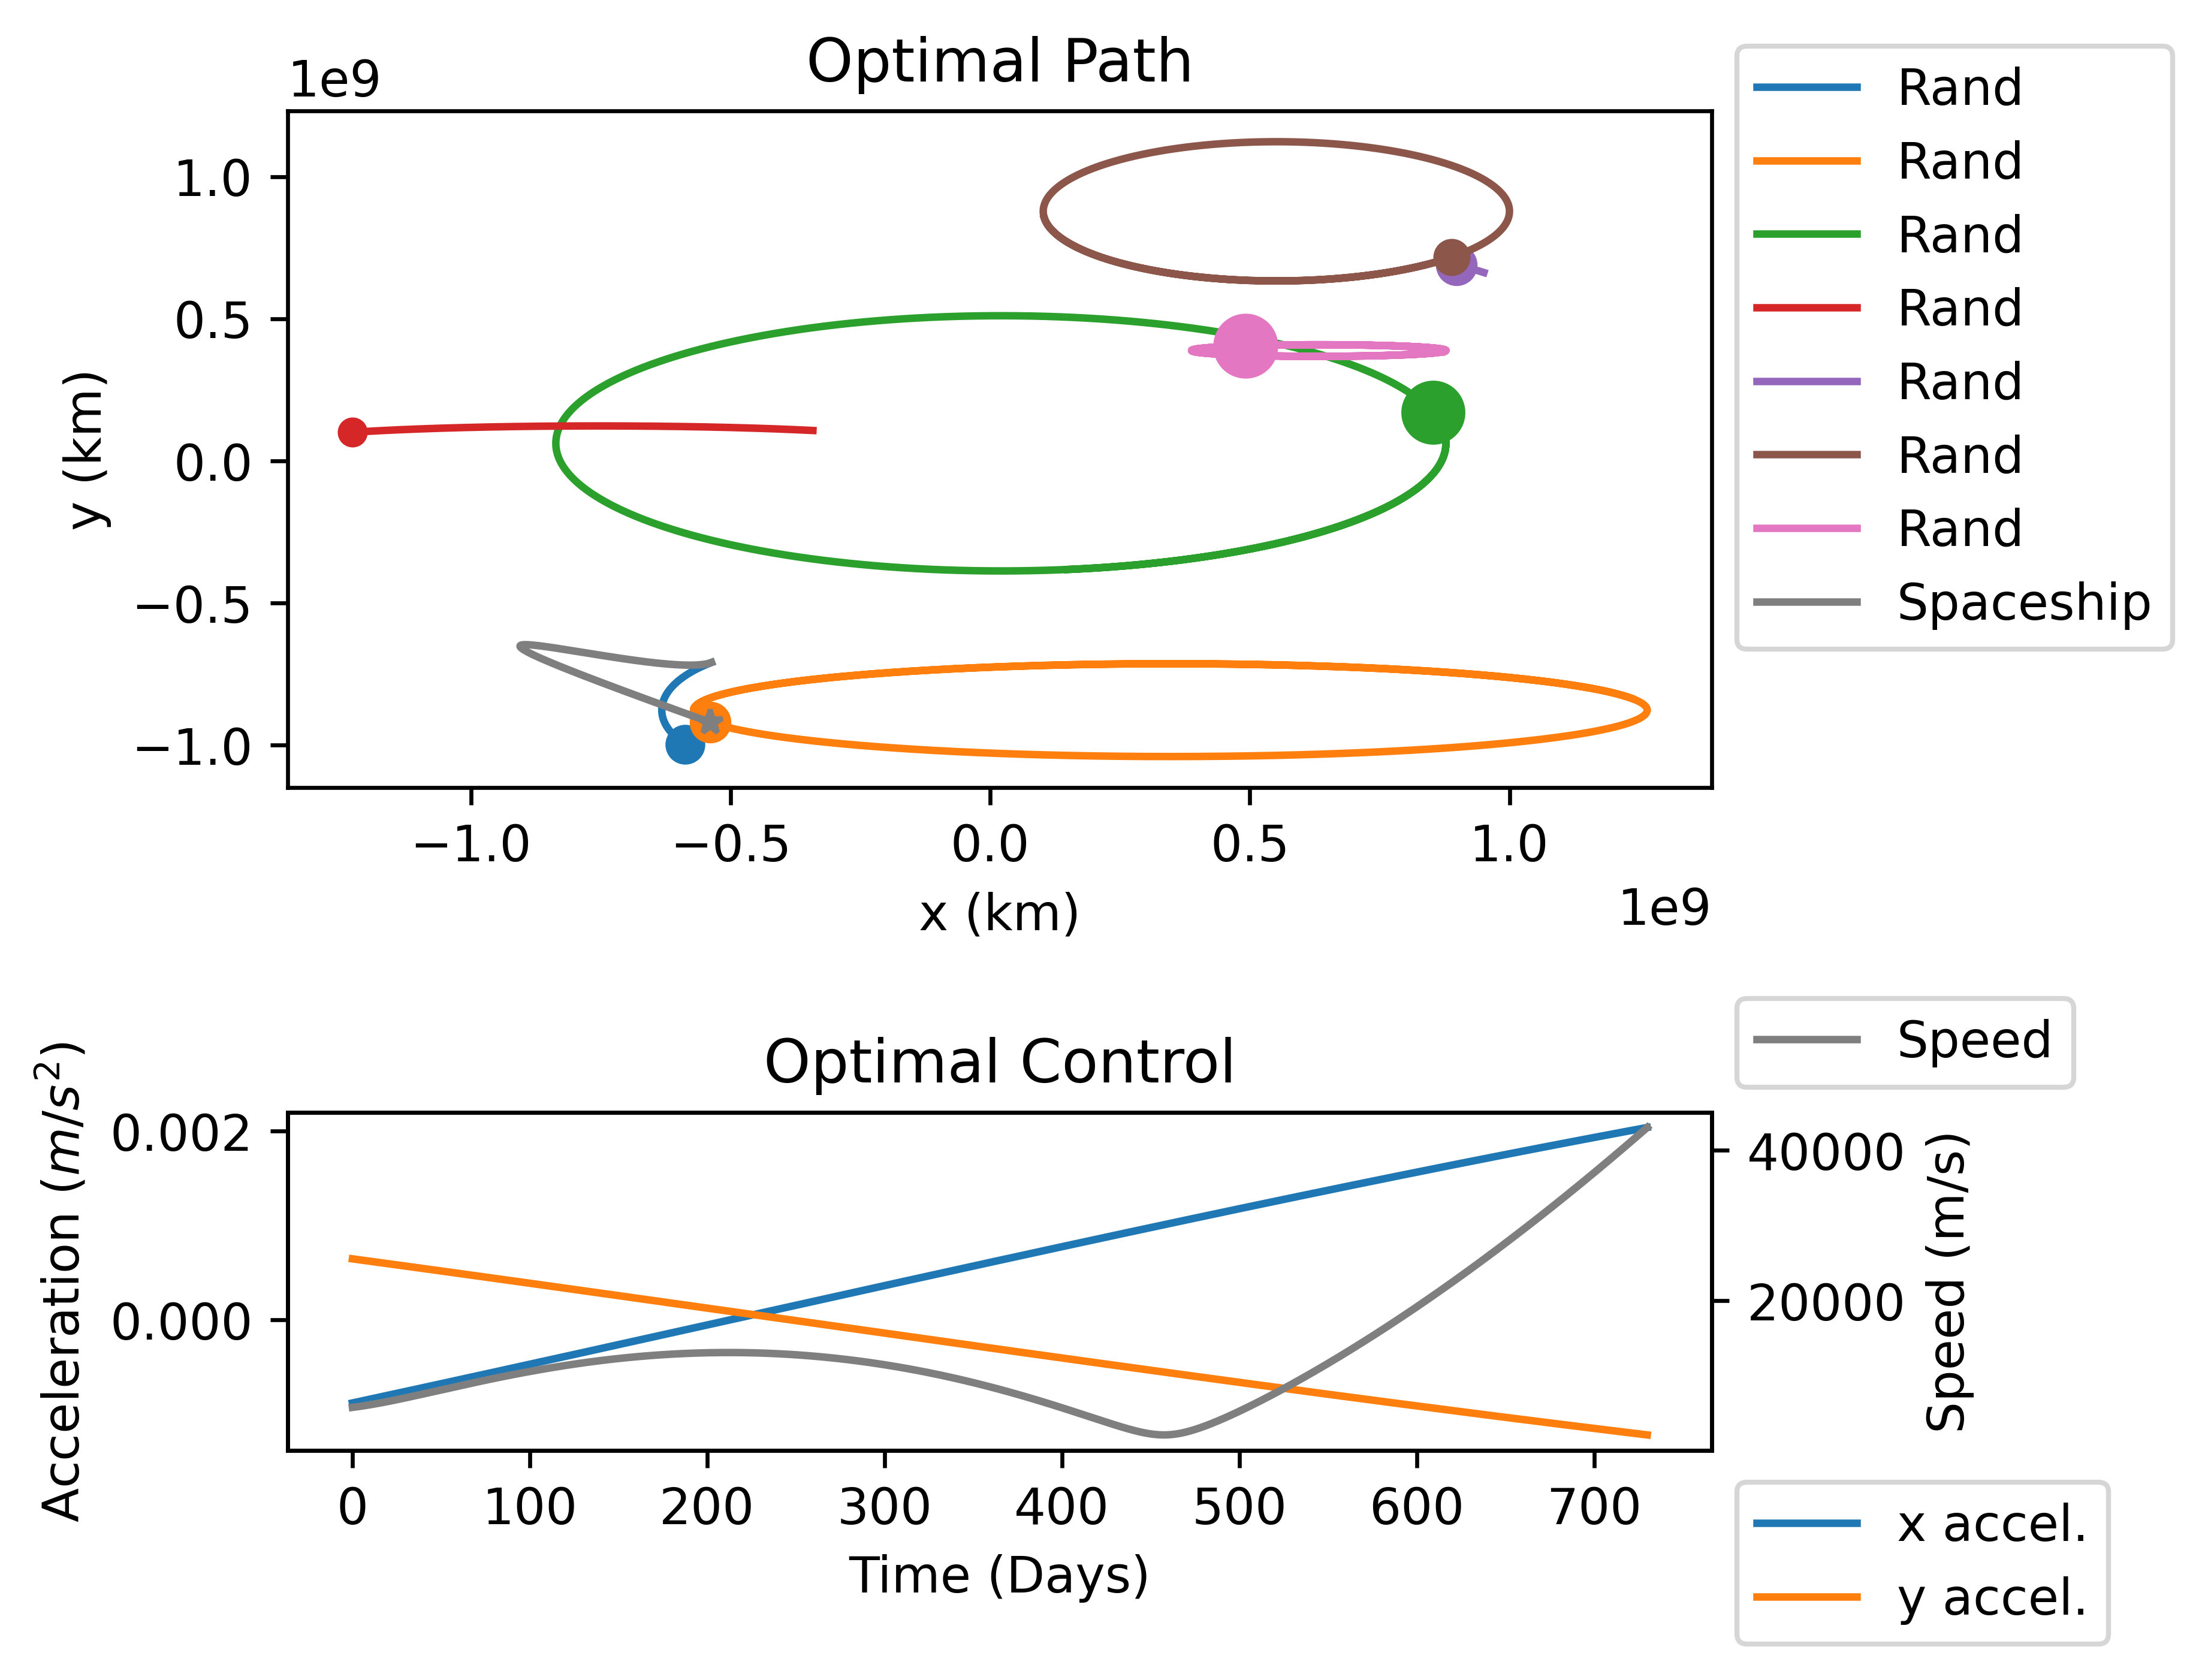 Optimal Path
1e9
1.0
0.5
0.0
−0.5
−1.0
y (km)
−1.0 −0.5 0.0 0.5 1.0
1e9
x (km)
Rand
Rand
Rand
Rand
Rand
Rand
Rand
Spaceship
Optimal Control
Speed
0.002
0.000
Acceleration (m/s²)
40000
20000
Speed (m/s)
0 100 200 300 400 500 600 700
Time (Days)
x accel.
y accel.